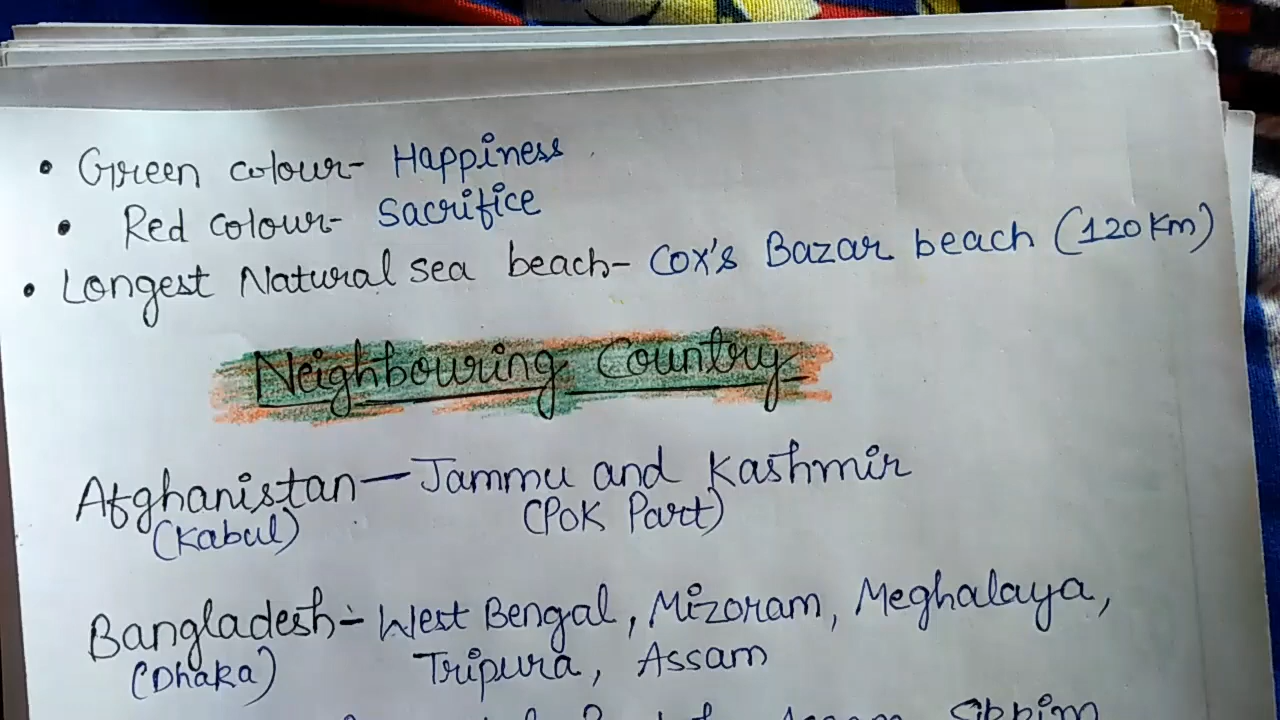 • Green colour- Happiness
• Red colour- Sacrifice
• Longest Natural sea beach- Cox's Bazar beach (120 Km)
Neighbouring Country
Afghanistan — Jammu and Kashmir
(Kabul) (POK Part)
Bangladesh:- West Bengal, Mizoram, Meghalaya,
(Dhaka) Tripura, Assam